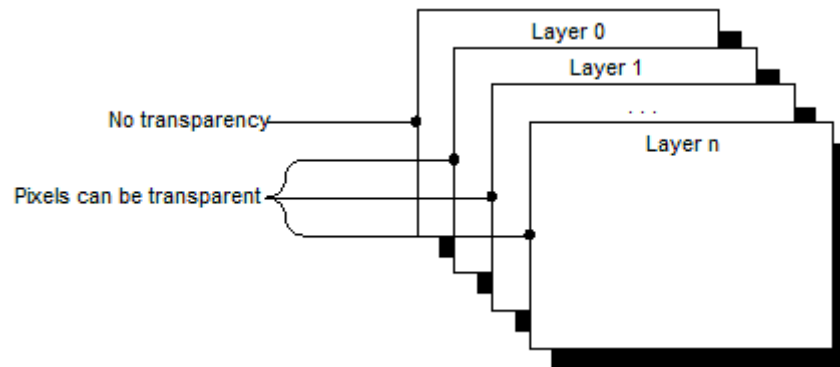 Layer 0
Layer 1
No transparency
. . .
Layer n
Pixels can be transparent